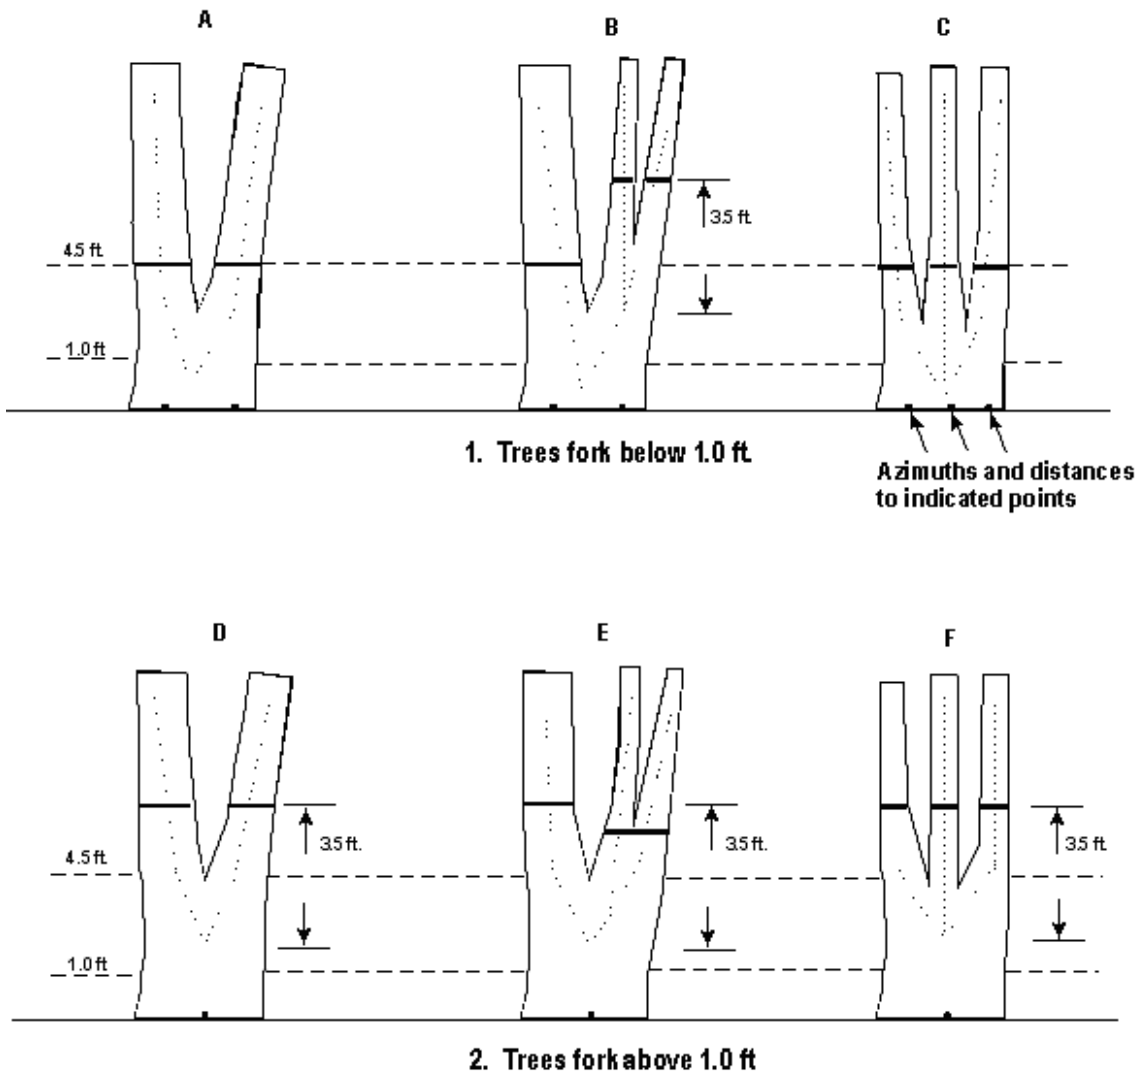 A
B
C
3.5 ft.
4.5 ft.
1.0 ft
1. Trees fork below 1.0 ft.
Azimuths and distances
to indicated points
D
E
F
3.5 ft.
3.5 ft.
3.5 ft.
4.5 ft.
1.0 ft
2. Trees fork above 1.0 ft